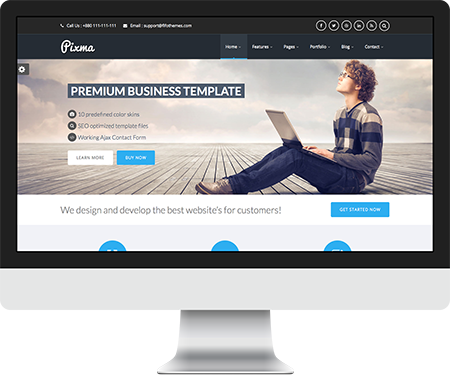 Call Us : +880 111-111-111 Email : support@fifothemes.com
Pixma
Home Features Pages Portfolio Blog Contact
PREMIUM BUSINESS TEMPLATE
10 predefined color skins
SEO optimized template files
Working Ajax Contact Form
LEARN MORE BUY NOW
We design and develop the best website's for customers!
GET STARTED NOW